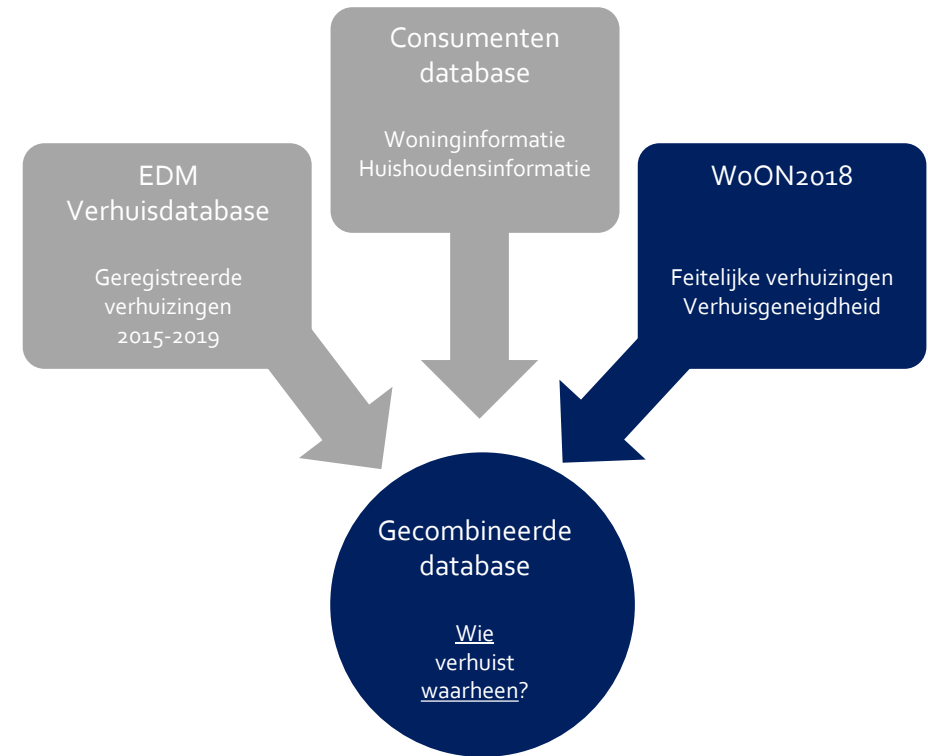 Consumenten
database
Woninginformatie
Huishoudensinformatie
EDM
Verhuisdatabase
Geregistreerde
verhuizingen
2015-2019
WoON2018
Feitelijke verhuizingen
Verhuisgeneigdheid
Gecombineerde
database
Wie
verhuist
waarheen?